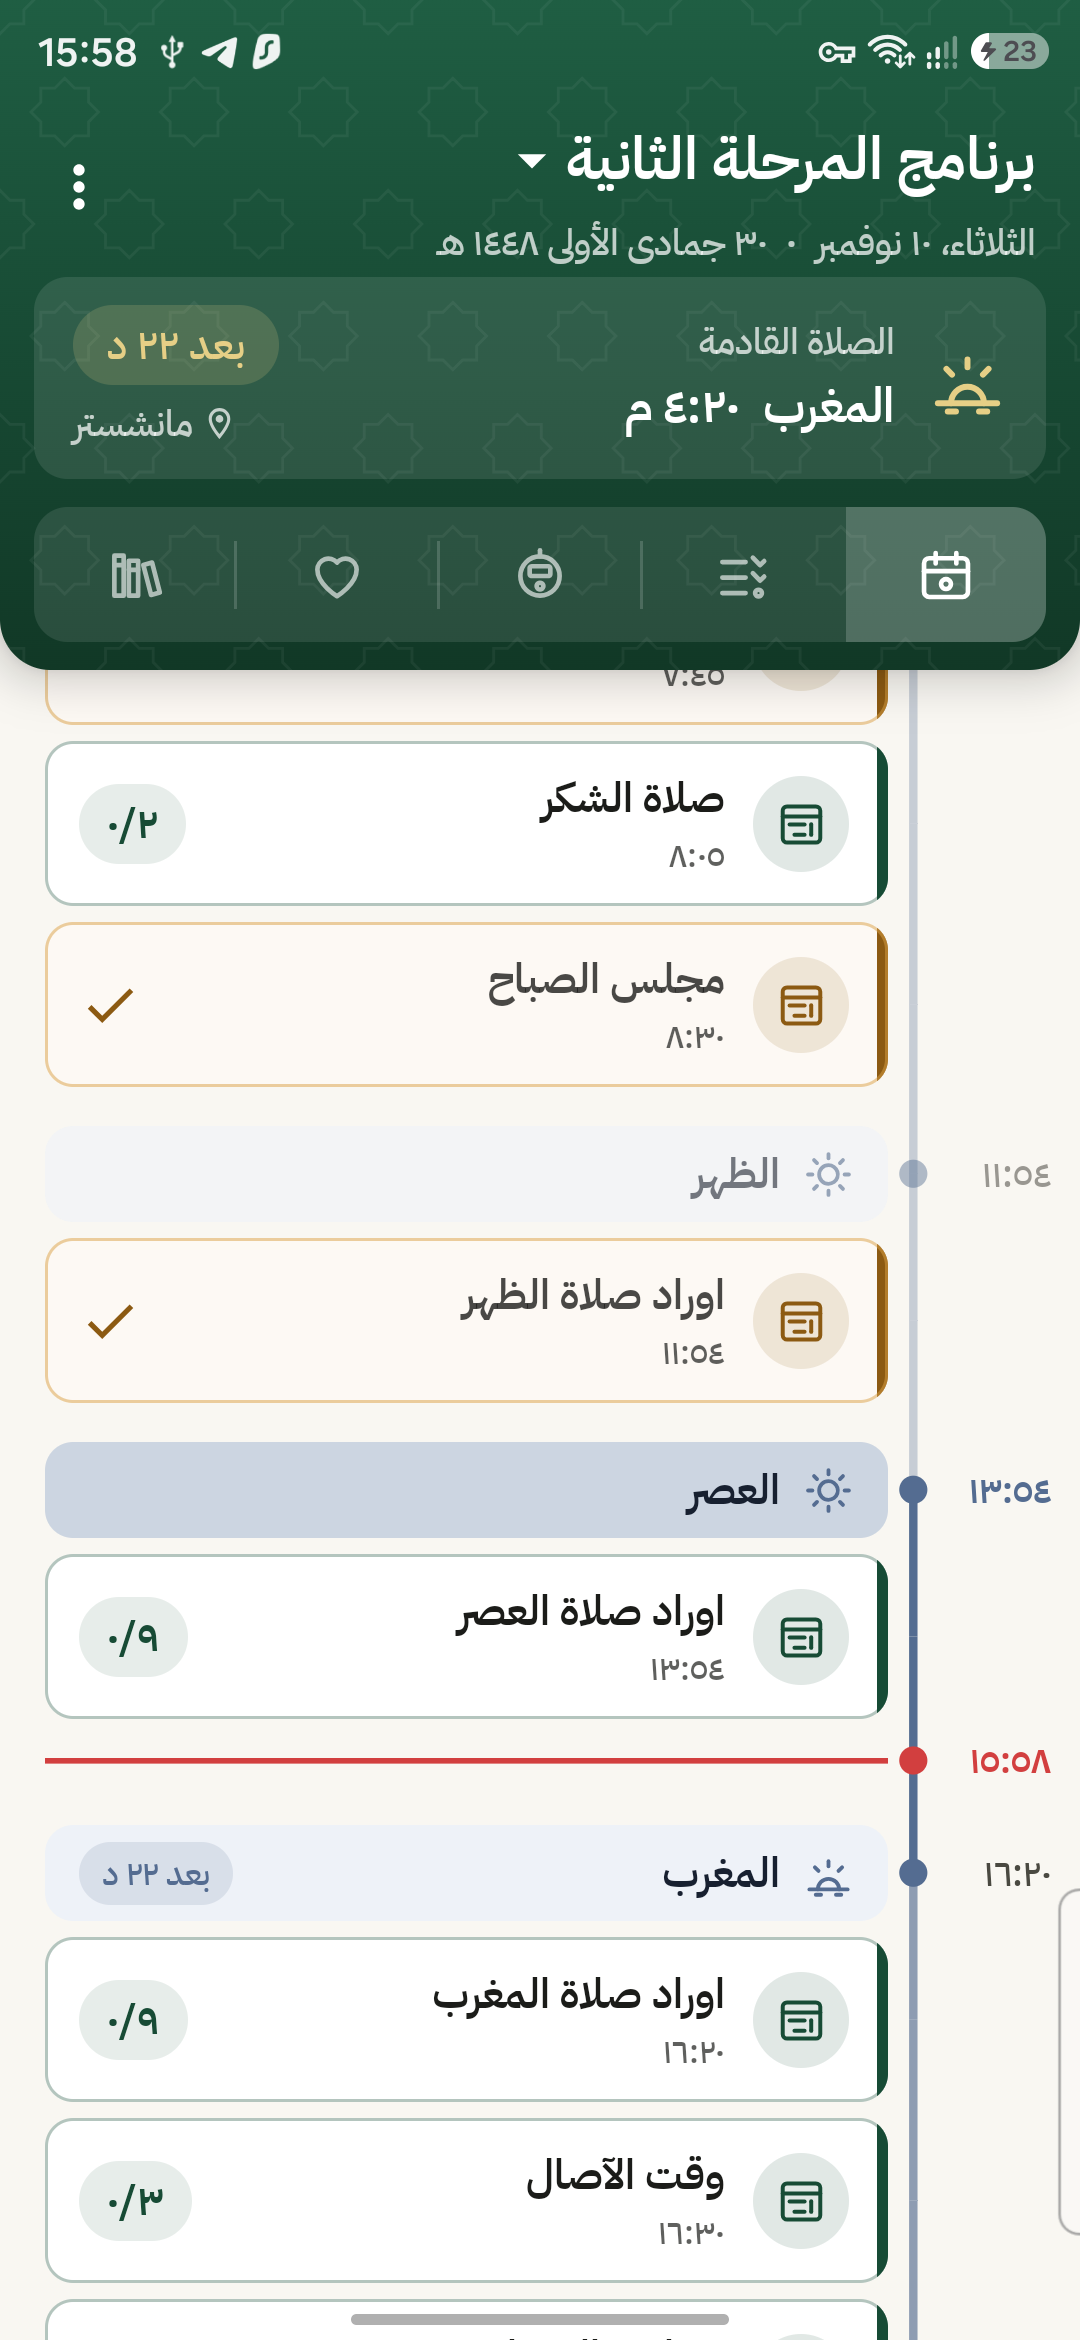 15:58
23
برنامج المرحلة الثانية
الثلاثاء، ١٠ نوفمبر · ٣٠ جمادى الأولى ١٤٤٨ هـ
الصلاة القادمة
بعد ٢٢ د
المغرب ٤:٢٠ م
مانشستر
٧:٤٥
صلاة الشكر
٠/٢
٨:٠٥
مجلس الصباح
٨:٣٠
١١:٥٤
الظهر
اوراد صلاة الظهر
١١:٥٤
١٣:٥٤
العصر
اوراد صلاة العصر
٠/٩
١٣:٥٤
١٥:٥٨
١٦:٢٠
المغرب
بعد ٢٢ د
اوراد صلاة المغرب
٠/٩
١٦:٢٠
وقت الآصال
٠/٣
١٦:٣٠